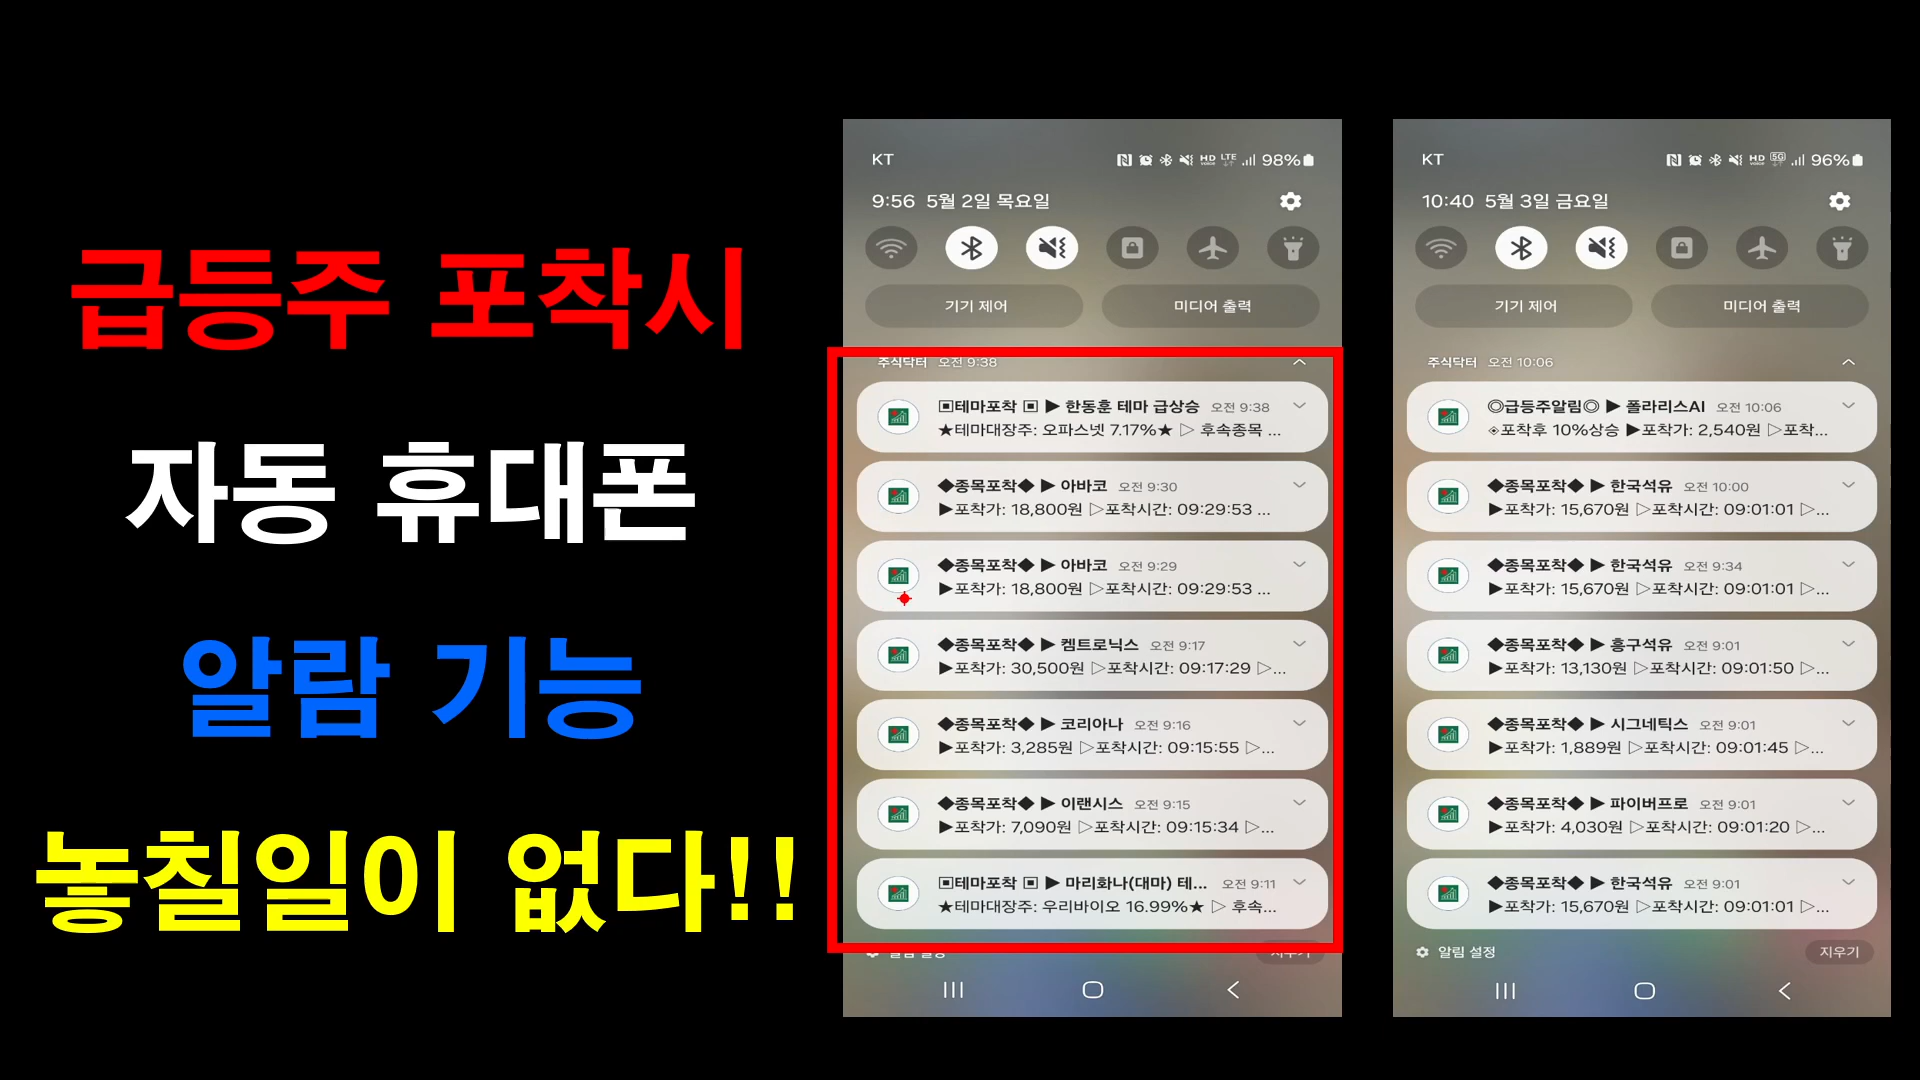 급등주 포착시
자동 휴대폰
알람 기능
놓칠일이 없다!!
KT
HD LTE 98%
9:56 5월 2일 목요일
기기 제어
미디어 출력
주식닥터 오전 9:38
▣테마포착 ▣ ▶ 한동훈 테마 급상승 오전 9:38
★테마대장주: 오파스넷 7.17%★ ▷ 후속종목 ...
◆종목포착◆ ▶ 아바코 오전 9:30
▶포착가: 18,800원 ▷포착시간: 09:29:53 ...
◆종목포착◆ ▶ 아바코 오전 9:29
▶포착가: 18,800원 ▷포착시간: 09:29:53 ...
◆종목포착◆ ▶ 켐트로닉스 오전 9:17
▶포착가: 30,500원 ▷포착시간: 09:17:29 ▷...
◆종목포착◆ ▶ 코리아나 오전 9:16
▶포착가: 3,285원 ▷포착시간: 09:15:55 ▷...
◆종목포착◆ ▶ 이랜시스 오전 9:15
▶포착가: 7,090원 ▷포착시간: 09:15:34 ▷...
▣테마포착 ▣ ▶ 마리화나(대마) 테... 오전 9:11
★테마대장주: 우리바이오 16.99%★ ▷ 후속...
KT
HD 5G 96%
10:40 5월 3일 금요일
기기 제어
미디어 출력
주식닥터 오전 10:06
◎급등주알림◎ ▶ 폴라리스AI 오전 10:06
◈포착후 10%상승 ▶포착가: 2,540원 ▷포착...
◆종목포착◆ ▶ 한국석유 오전 10:00
▶포착가: 15,670원 ▷포착시간: 09:01:01 ▷...
◆종목포착◆ ▶ 한국석유 오전 9:34
▶포착가: 15,670원 ▷포착시간: 09:01:01 ▷...
◆종목포착◆ ▶ 흥구석유 오전 9:01
▶포착가: 13,130원 ▷포착시간: 09:01:50 ▷...
◆종목포착◆ ▶ 시그네틱스 오전 9:01
▶포착가: 1,889원 ▷포착시간: 09:01:45 ▷...
◆종목포착◆ ▶ 파이버프로 오전 9:01
▶포착가: 4,030원 ▷포착시간: 09:01:20 ▷...
◆종목포착◆ ▶ 한국석유 오전 9:01
▶포착가: 15,670원 ▷포착시간: 09:01:01 ▷...
알림 설정
지우기